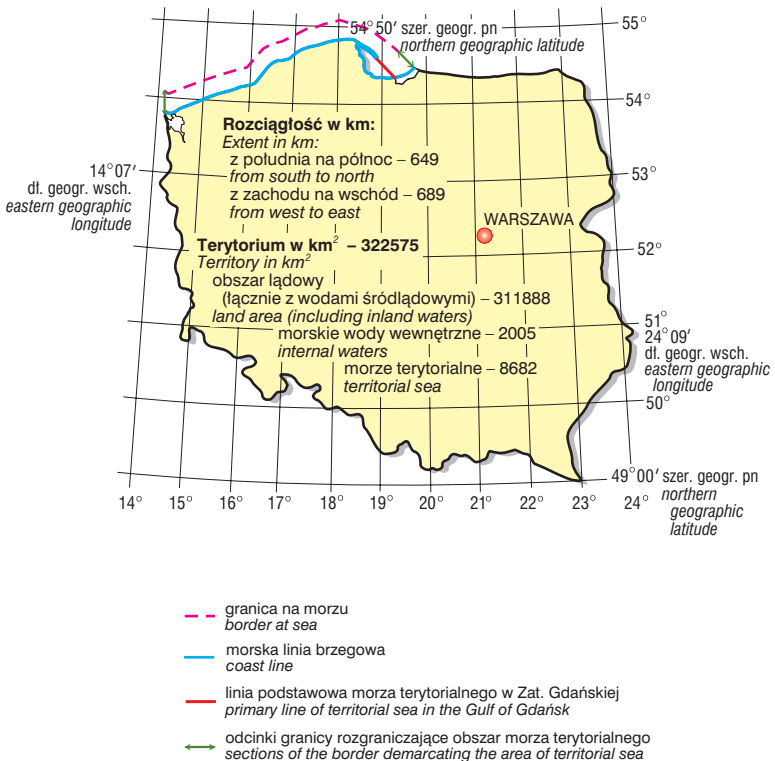 54°50′ szer. geogr. pn
northern geographic latitude
55°
54°
53°
52°
51°
50°
14°07′
dł. geogr. wsch.
eastern geographic
longitude
Rozciągłość w km:
Extent in km:
z południa na północ – 649
from south to north
z zachodu na wschód – 689
from west to east
WARSZAWA
Terytorium w km² – 322575
Territory in km²
obszar lądowy
(łącznie z wodami śródlądowymi) – 311888
land area (including inland waters)
morskie wody wewnętrzne – 2005
internal waters
morze terytorialne – 8682
territorial sea
24°09′
dł. geogr. wsch.
eastern geographic
longitude
49°00′ szer. geogr. pn
northern
geographic
latitude
14° 15° 16° 17° 18° 19° 20° 21° 22° 23° 24°
granica na morzu
border at sea
morska linia brzegowa
coast line
linia podstawowa morza terytorialnego w Zat. Gdańskiej
primary line of territorial sea in the Gulf of Gdańsk
odcinki granicy rozgraniczające obszar morza terytorialnego
sections of the border demarcating the area of territorial sea